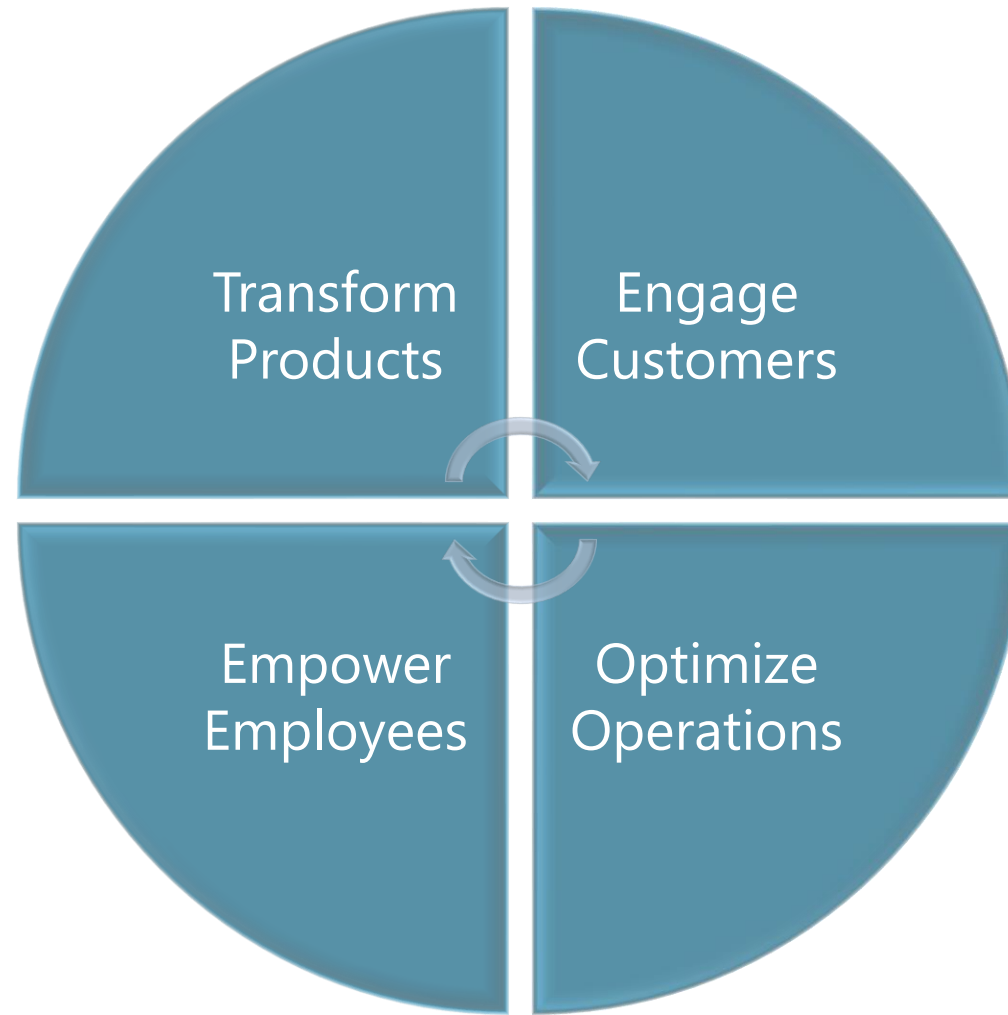 Transform
Products
Engage
Customers
Empower
Employees
Optimize
Operations